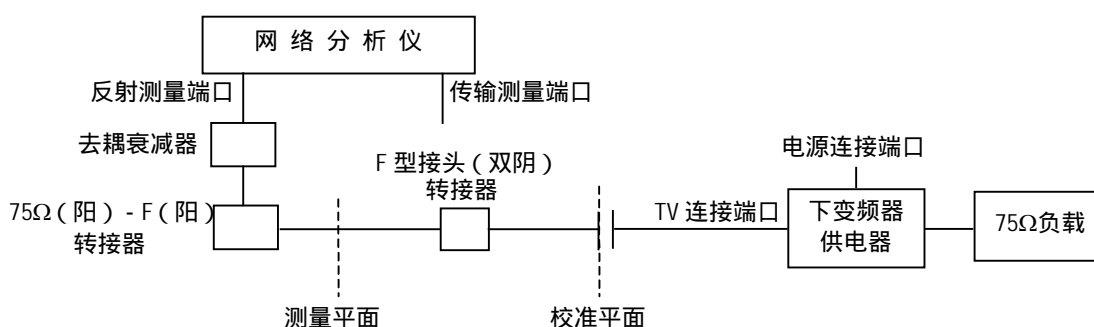 网 络 分 析 仪
反射测量端口
传输测量端口
去耦衰减器
F 型接头（双阴）
转接器
电源连接端口
75Ω（阳）- F（阳）
转接器
TV 连接端口
下变频器
供电器
75Ω负载
测量平面
校准平面